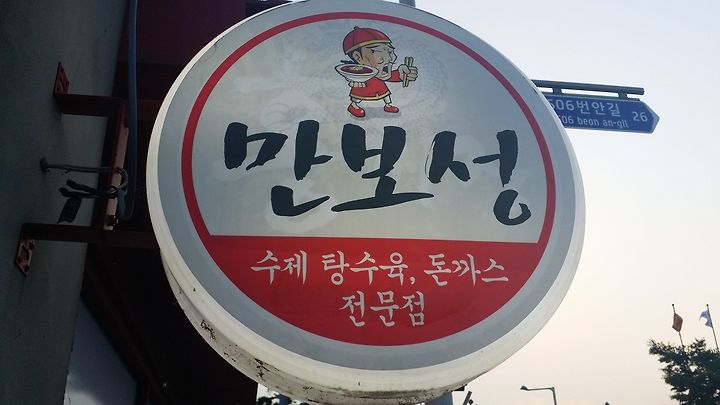 만보성
수제 탕수육, 돈까스
전문점
506번안길 26
beon an-gil